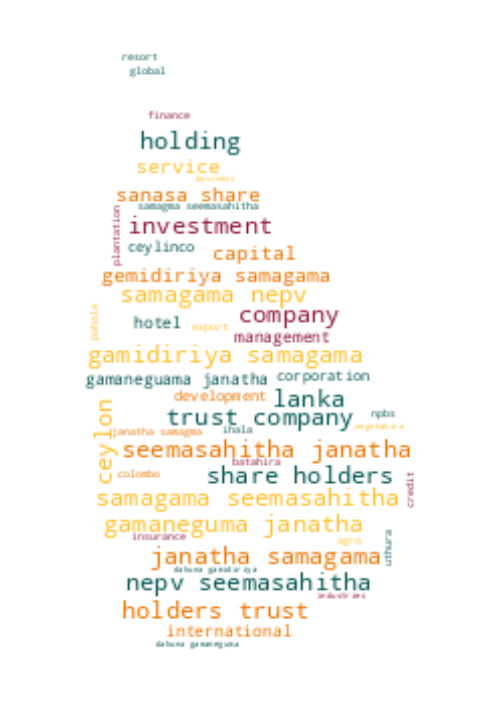 resort
global
finance
holding
service
business
sanasa share
samagma seemasahitha
plantation
investment
ceylinco
capital
gemidiriya samagama
samagama nepv
pahala
company
hotel
export
management
gamidiriya samagama
gamaneguama janatha
corporation
development
lanka
trust company
npbs
ceylon
janatha samagma
ihala
negenahira
seemasahitha janatha
batahira
colombo
share holders
credit
samagama seemasahitha
gamaneguma janatha
insurance
agro
uthura
janatha samagama
dakuna gamidiriya
nepv seemasahitha
industries
holders trust
international
dakuna gamaneguma